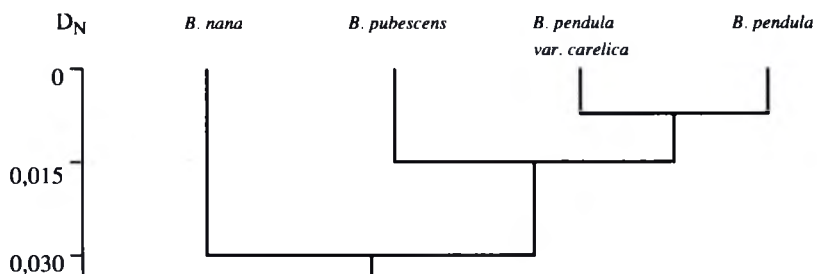 D_N B. nana B. pubescens B. pendula B. pendula
var. carelica
0
0,015
0,030